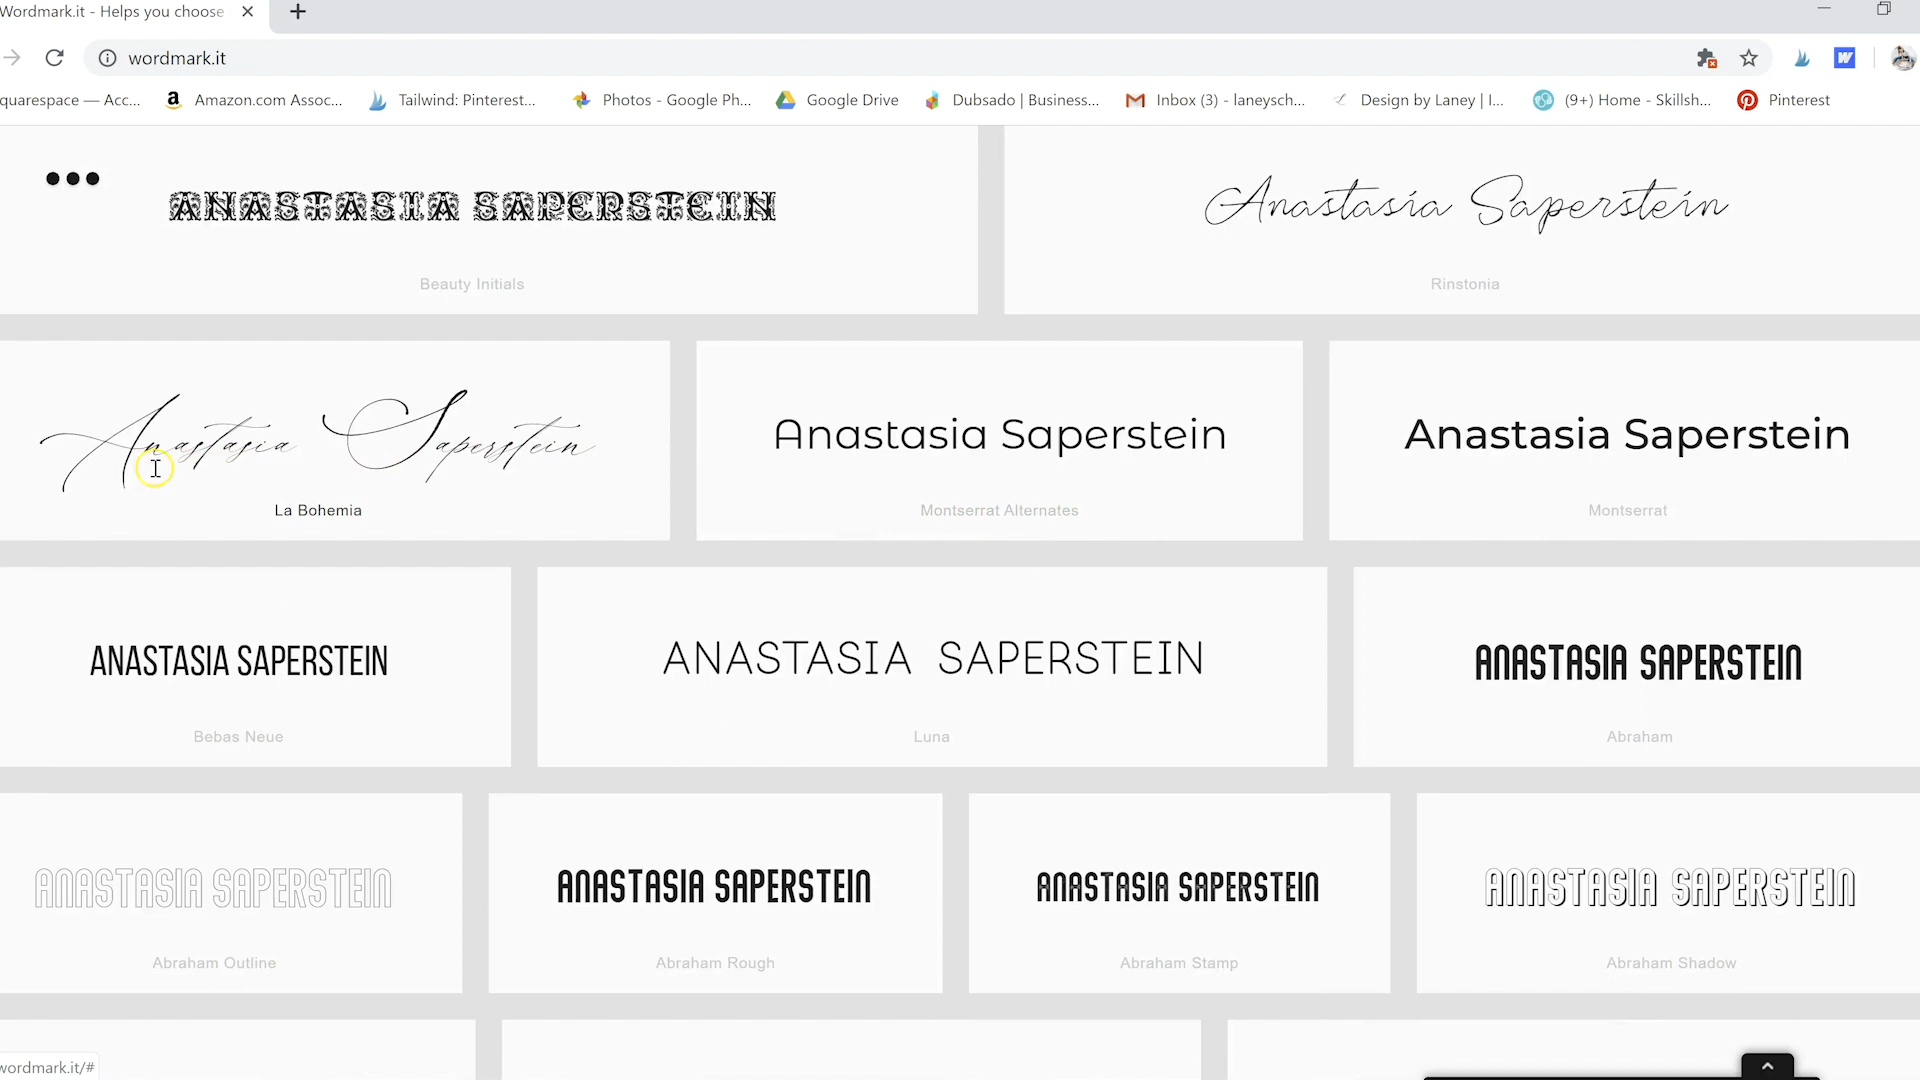 Wordmark.it - Helps you choose
wordmark.it
quarespace — Acc...
Amazon.com Assoc...
Tailwind: Pinterest...
Photos - Google Ph...
Google Drive
Dubsado | Business...
Inbox (3) - laneysch...
Design by Laney | I...
(9+) Home - Skillsh...
Pinterest
ANASTASIA SAPERSTEIN
Beauty Initials
Anastasia Saperstein
Rinstonia
Anastasia Saperstein
La Bohemia
Anastasia Saperstein
Montserrat Alternates
Anastasia Saperstein
Montserrat
ANASTASIA SAPERSTEIN
Bebas Neue
ANASTASIA SAPERSTEIN
Luna
ANASTASIA SAPERSTEIN
Abraham
ANASTASIA SAPERSTEIN
Abraham Outline
ANASTASIA SAPERSTEIN
Abraham Rough
ANASTASIA SAPERSTEIN
Abraham Stamp
ANASTASIA SAPERSTEIN
Abraham Shadow
wordmark.it/#